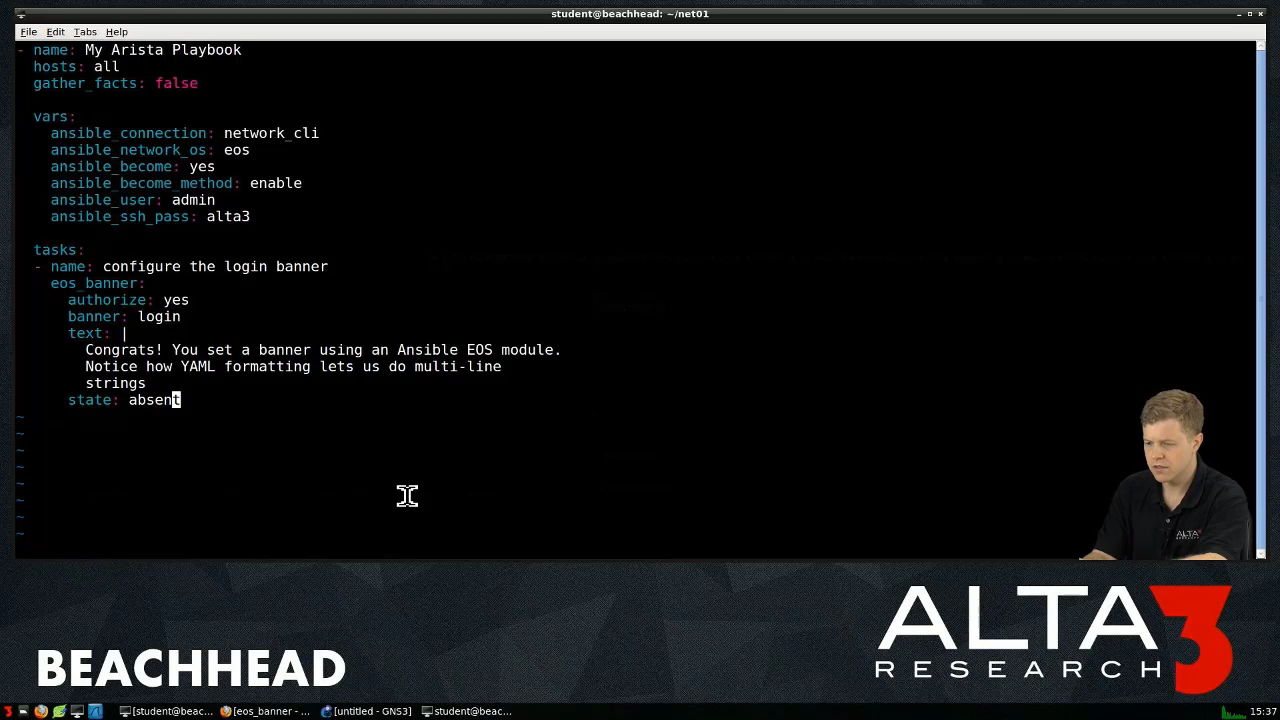 student@beachhead: ~/net01
File Edit Tabs Help
- name: My Arista Playbook
  hosts: all
  gather_facts: false
  vars:
    ansible_connection: network_cli
    ansible_network_os: eos
    ansible_become: yes
    ansible_become_method: enable
    ansible_user: admin
    ansible_ssh_pass: alta3
  tasks:
  - name: configure the login banner
    eos_banner:
      authorize: yes
      banner: login
      text: |
        Congrats! You set a banner using an Ansible EOS module.
        Notice how YAML formatting lets us do multi-line
        strings
      state: absent
~
~
~
~
~
~
~
~
ALTA3
RESEARCH
BEACHHEAD
ALTA3
RESEARCH
[student@beac...
[eos_banner - ...
[untitled - GNS3]
student@beac...
15:37